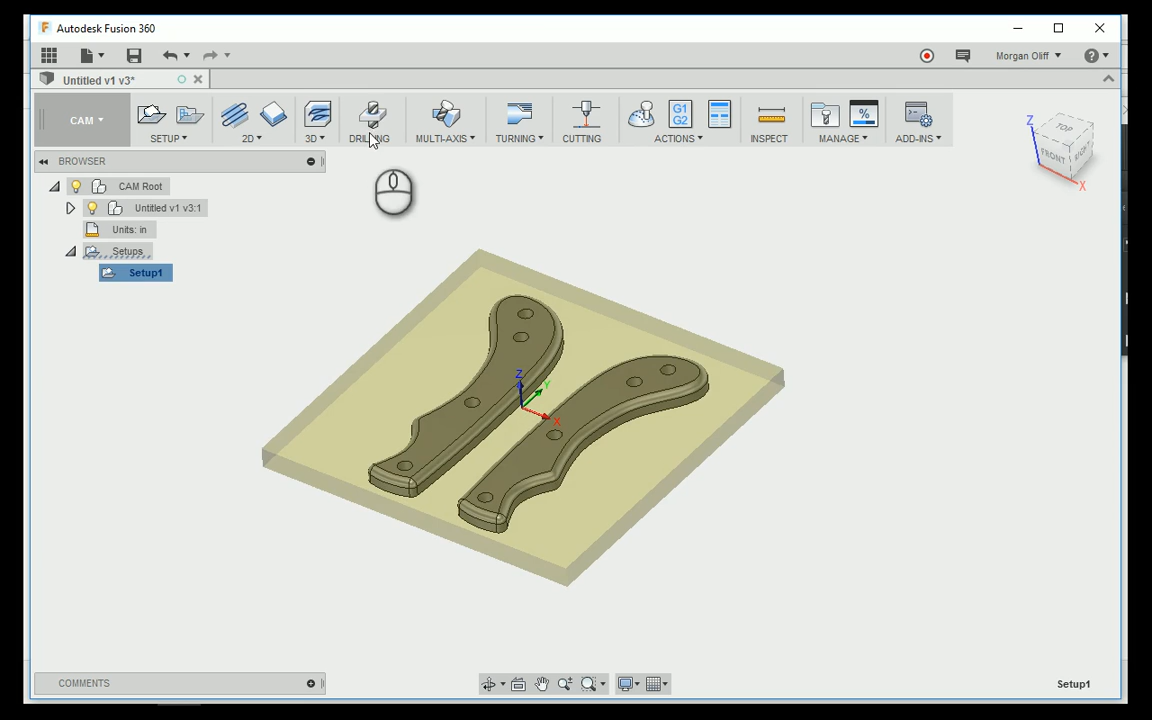 Autodesk Fusion 360
Morgan Oliff
Untitled v1 v3*
CAM
SETUP
2D
3D
DRILLING
MULTI-AXIS
TURNING
CUTTING
G1
G2
ACTIONS
INSPECT
%
MANAGE
ADD-INS
BROWSER
CAM Root
Untitled v1 v3:1
Units: in
Setups
Setup1
Z
TOP
FRONT
RIGHT
X
Z
Y
X
COMMENTS
Setup1